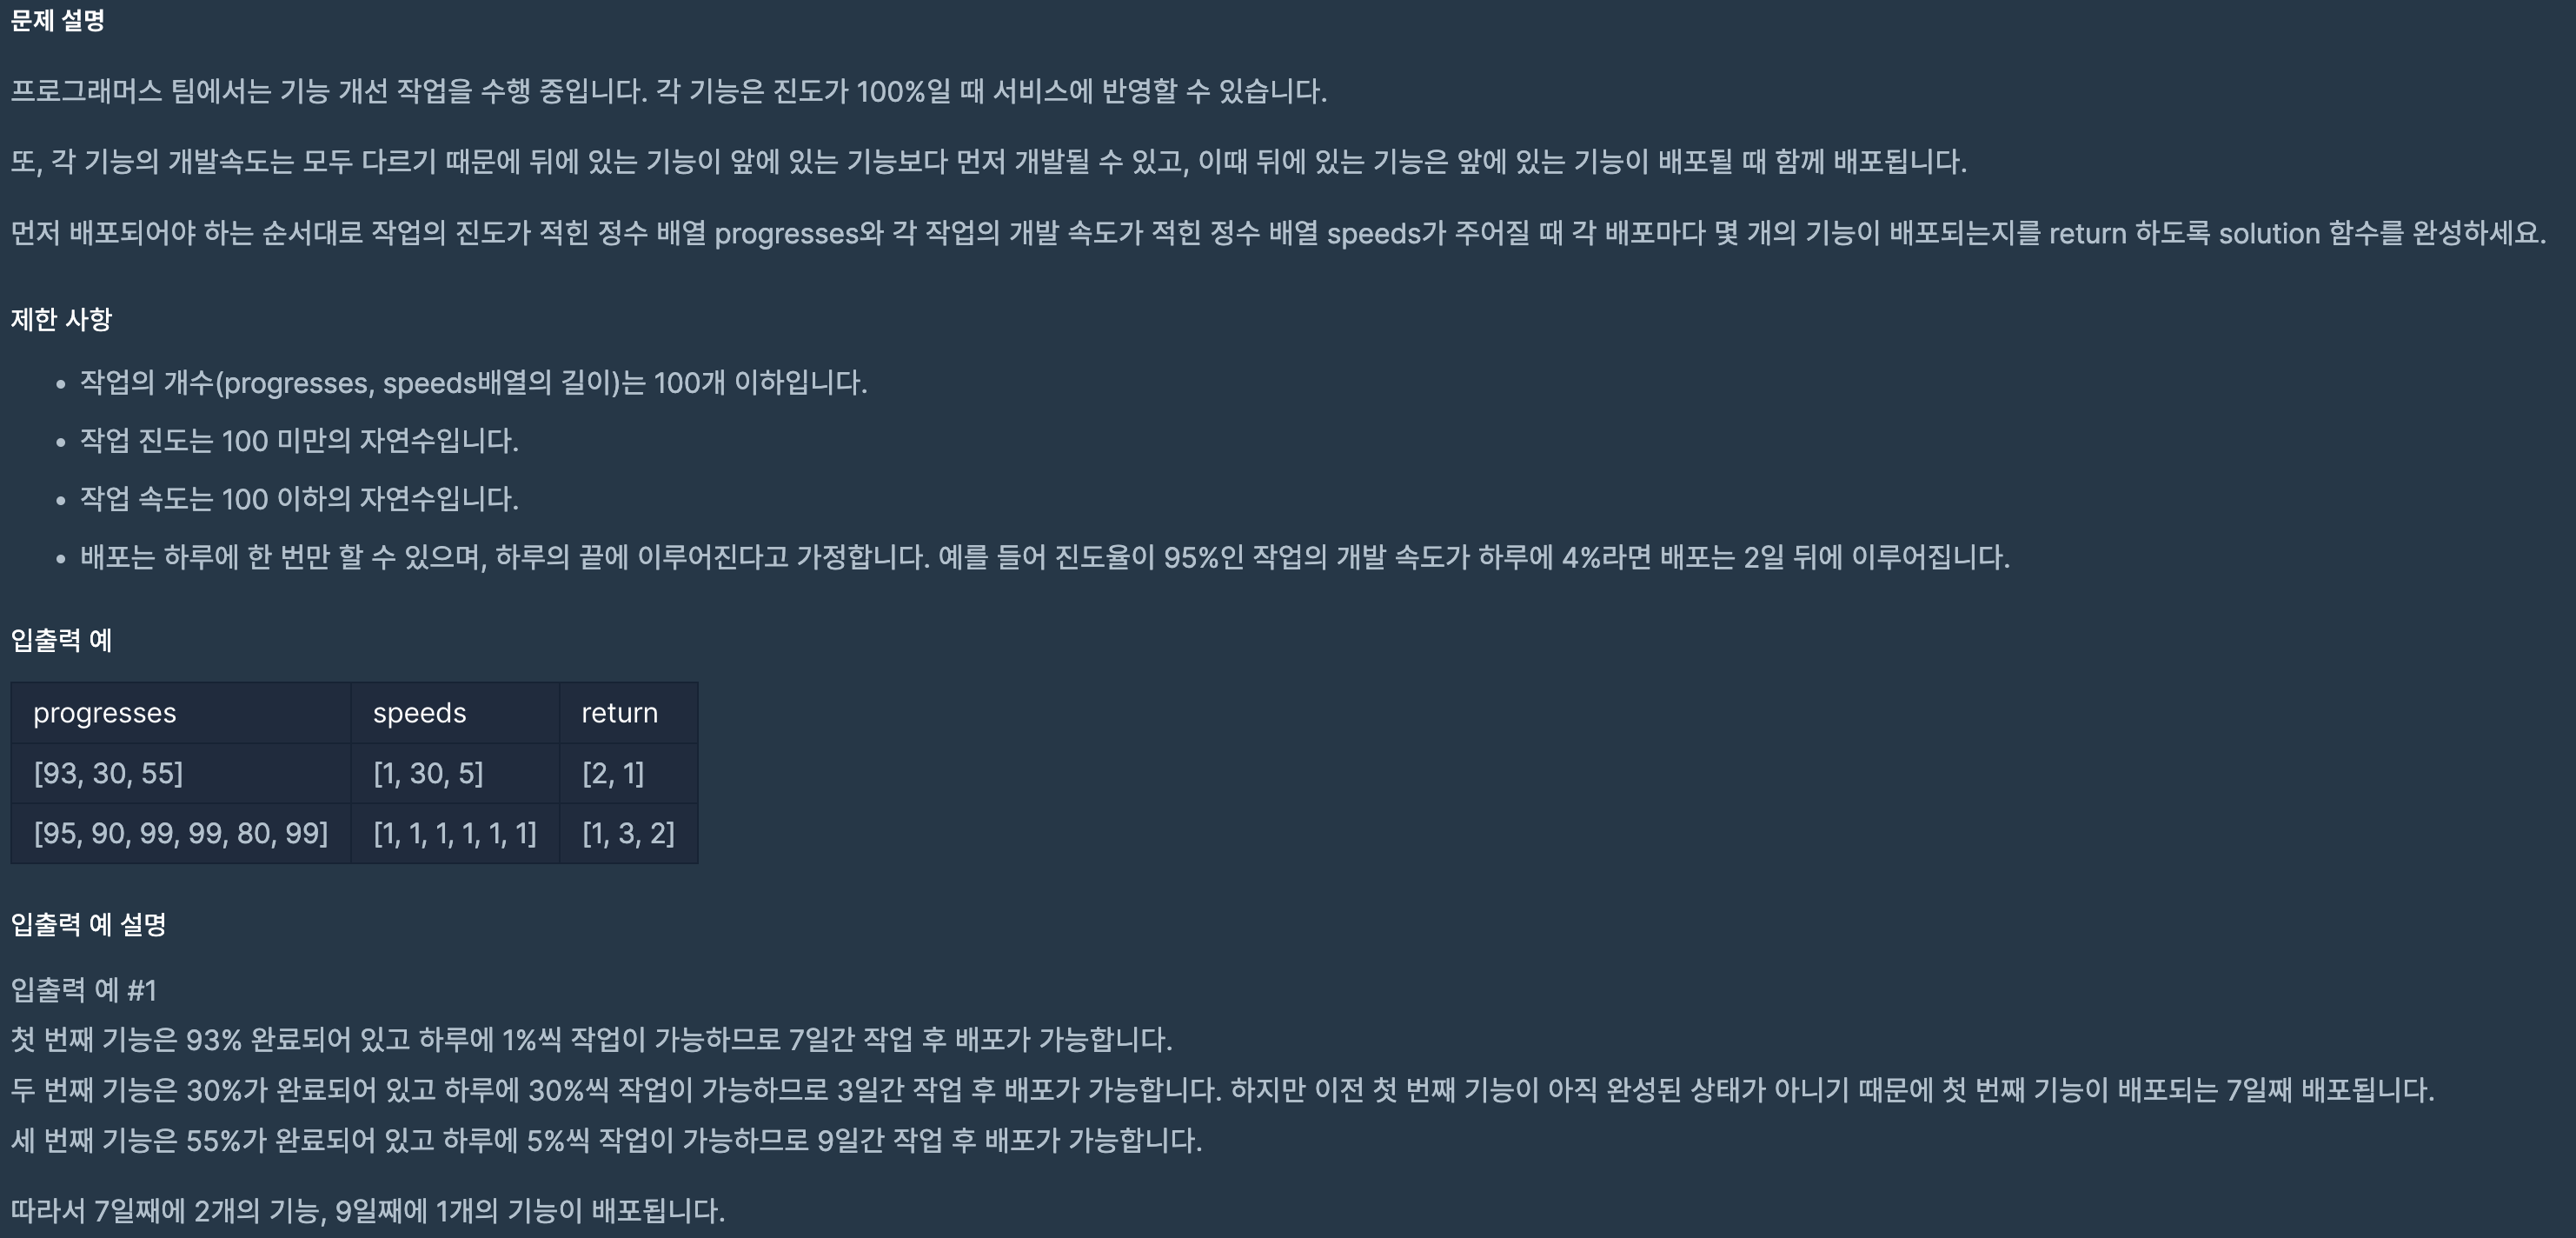 문제 설명
프로그래머스 팀에서는 기능 개선 작업을 수행 중입니다. 각 기능은 진도가 100%일 때 서비스에 반영할 수 있습니다.
또, 각 기능의 개발속도는 모두 다르기 때문에 뒤에 있는 기능이 앞에 있는 기능보다 먼저 개발될 수 있고, 이때 뒤에 있는 기능은 앞에 있는 기능이 배포될 때 함께 배포됩니다.
먼저 배포되어야 하는 순서대로 작업의 진도가 적힌 정수 배열 progresses와 각 작업의 개발 속도가 적힌 정수 배열 speeds가 주어질 때 각 배포마다 몇 개의 기능이 배포되는지를 return 하도록 solution 함수를 완성하세요.
제한 사항
• 작업의 개수(progresses, speeds배열의 길이)는 100개 이하입니다.
• 작업 진도는 100 미만의 자연수입니다.
• 작업 속도는 100 이하의 자연수입니다.
• 배포는 하루에 한 번만 할 수 있으며, 하루의 끝에 이루어진다고 가정합니다. 예를 들어 진도율이 95%인 작업의 개발 속도가 하루에 4%라면 배포는 2일 뒤에 이루어집니다.
입출력 예
progresses speeds return
[93, 30, 55] [1, 30, 5] [2, 1]
[95, 90, 99, 99, 80, 99] [1, 1, 1, 1, 1, 1] [1, 3, 2]
입출력 예 설명
입출력 예 #1
첫 번째 기능은 93% 완료되어 있고 하루에 1%씩 작업이 가능하므로 7일간 작업 후 배포가 가능합니다.
두 번째 기능은 30%가 완료되어 있고 하루에 30%씩 작업이 가능하므로 3일간 작업 후 배포가 가능합니다. 하지만 이전 첫 번째 기능이 아직 완성된 상태가 아니기 때문에 첫 번째 기능이 배포되는 7일째 배포됩니다.
세 번째 기능은 55%가 완료되어 있고 하루에 5%씩 작업이 가능하므로 9일간 작업 후 배포가 가능합니다.
따라서 7일째에 2개의 기능, 9일째에 1개의 기능이 배포됩니다.